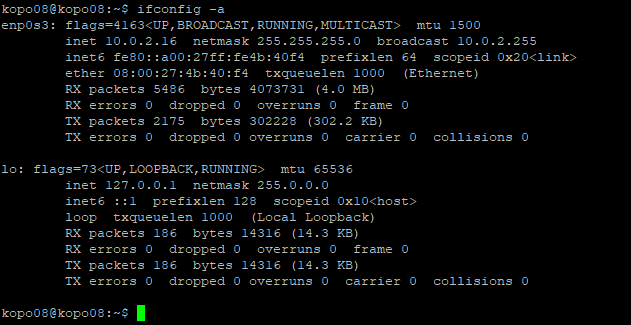 kopo08@kopo08:~$ ifconfig -a
enp0s3: flags=4163<UP,BROADCAST,RUNNING,MULTICAST>  mtu 1500
        inet 10.0.2.16  netmask 255.255.255.0  broadcast 10.0.2.255
        inet6 fe80::a00:27ff:fe4b:40f4  prefixlen 64  scopeid 0x20<link>
        ether 08:00:27:4b:40:f4  txqueuelen 1000  (Ethernet)
        RX packets 5486  bytes 4073731 (4.0 MB)
        RX errors 0  dropped 0  overruns 0  frame 0
        TX packets 2175  bytes 302228 (302.2 KB)
        TX errors 0  dropped 0 overruns 0  carrier 0  collisions 0

lo: flags=73<UP,LOOPBACK,RUNNING>  mtu 65536
        inet 127.0.0.1  netmask 255.0.0.0
        inet6 ::1  prefixlen 128  scopeid 0x10<host>
        loop  txqueuelen 1000  (Local Loopback)
        RX packets 186  bytes 14316 (14.3 KB)
        RX errors 0  dropped 0  overruns 0  frame 0
        TX packets 186  bytes 14316 (14.3 KB)
        TX errors 0  dropped 0 overruns 0  carrier 0  collisions 0

kopo08@kopo08:~$